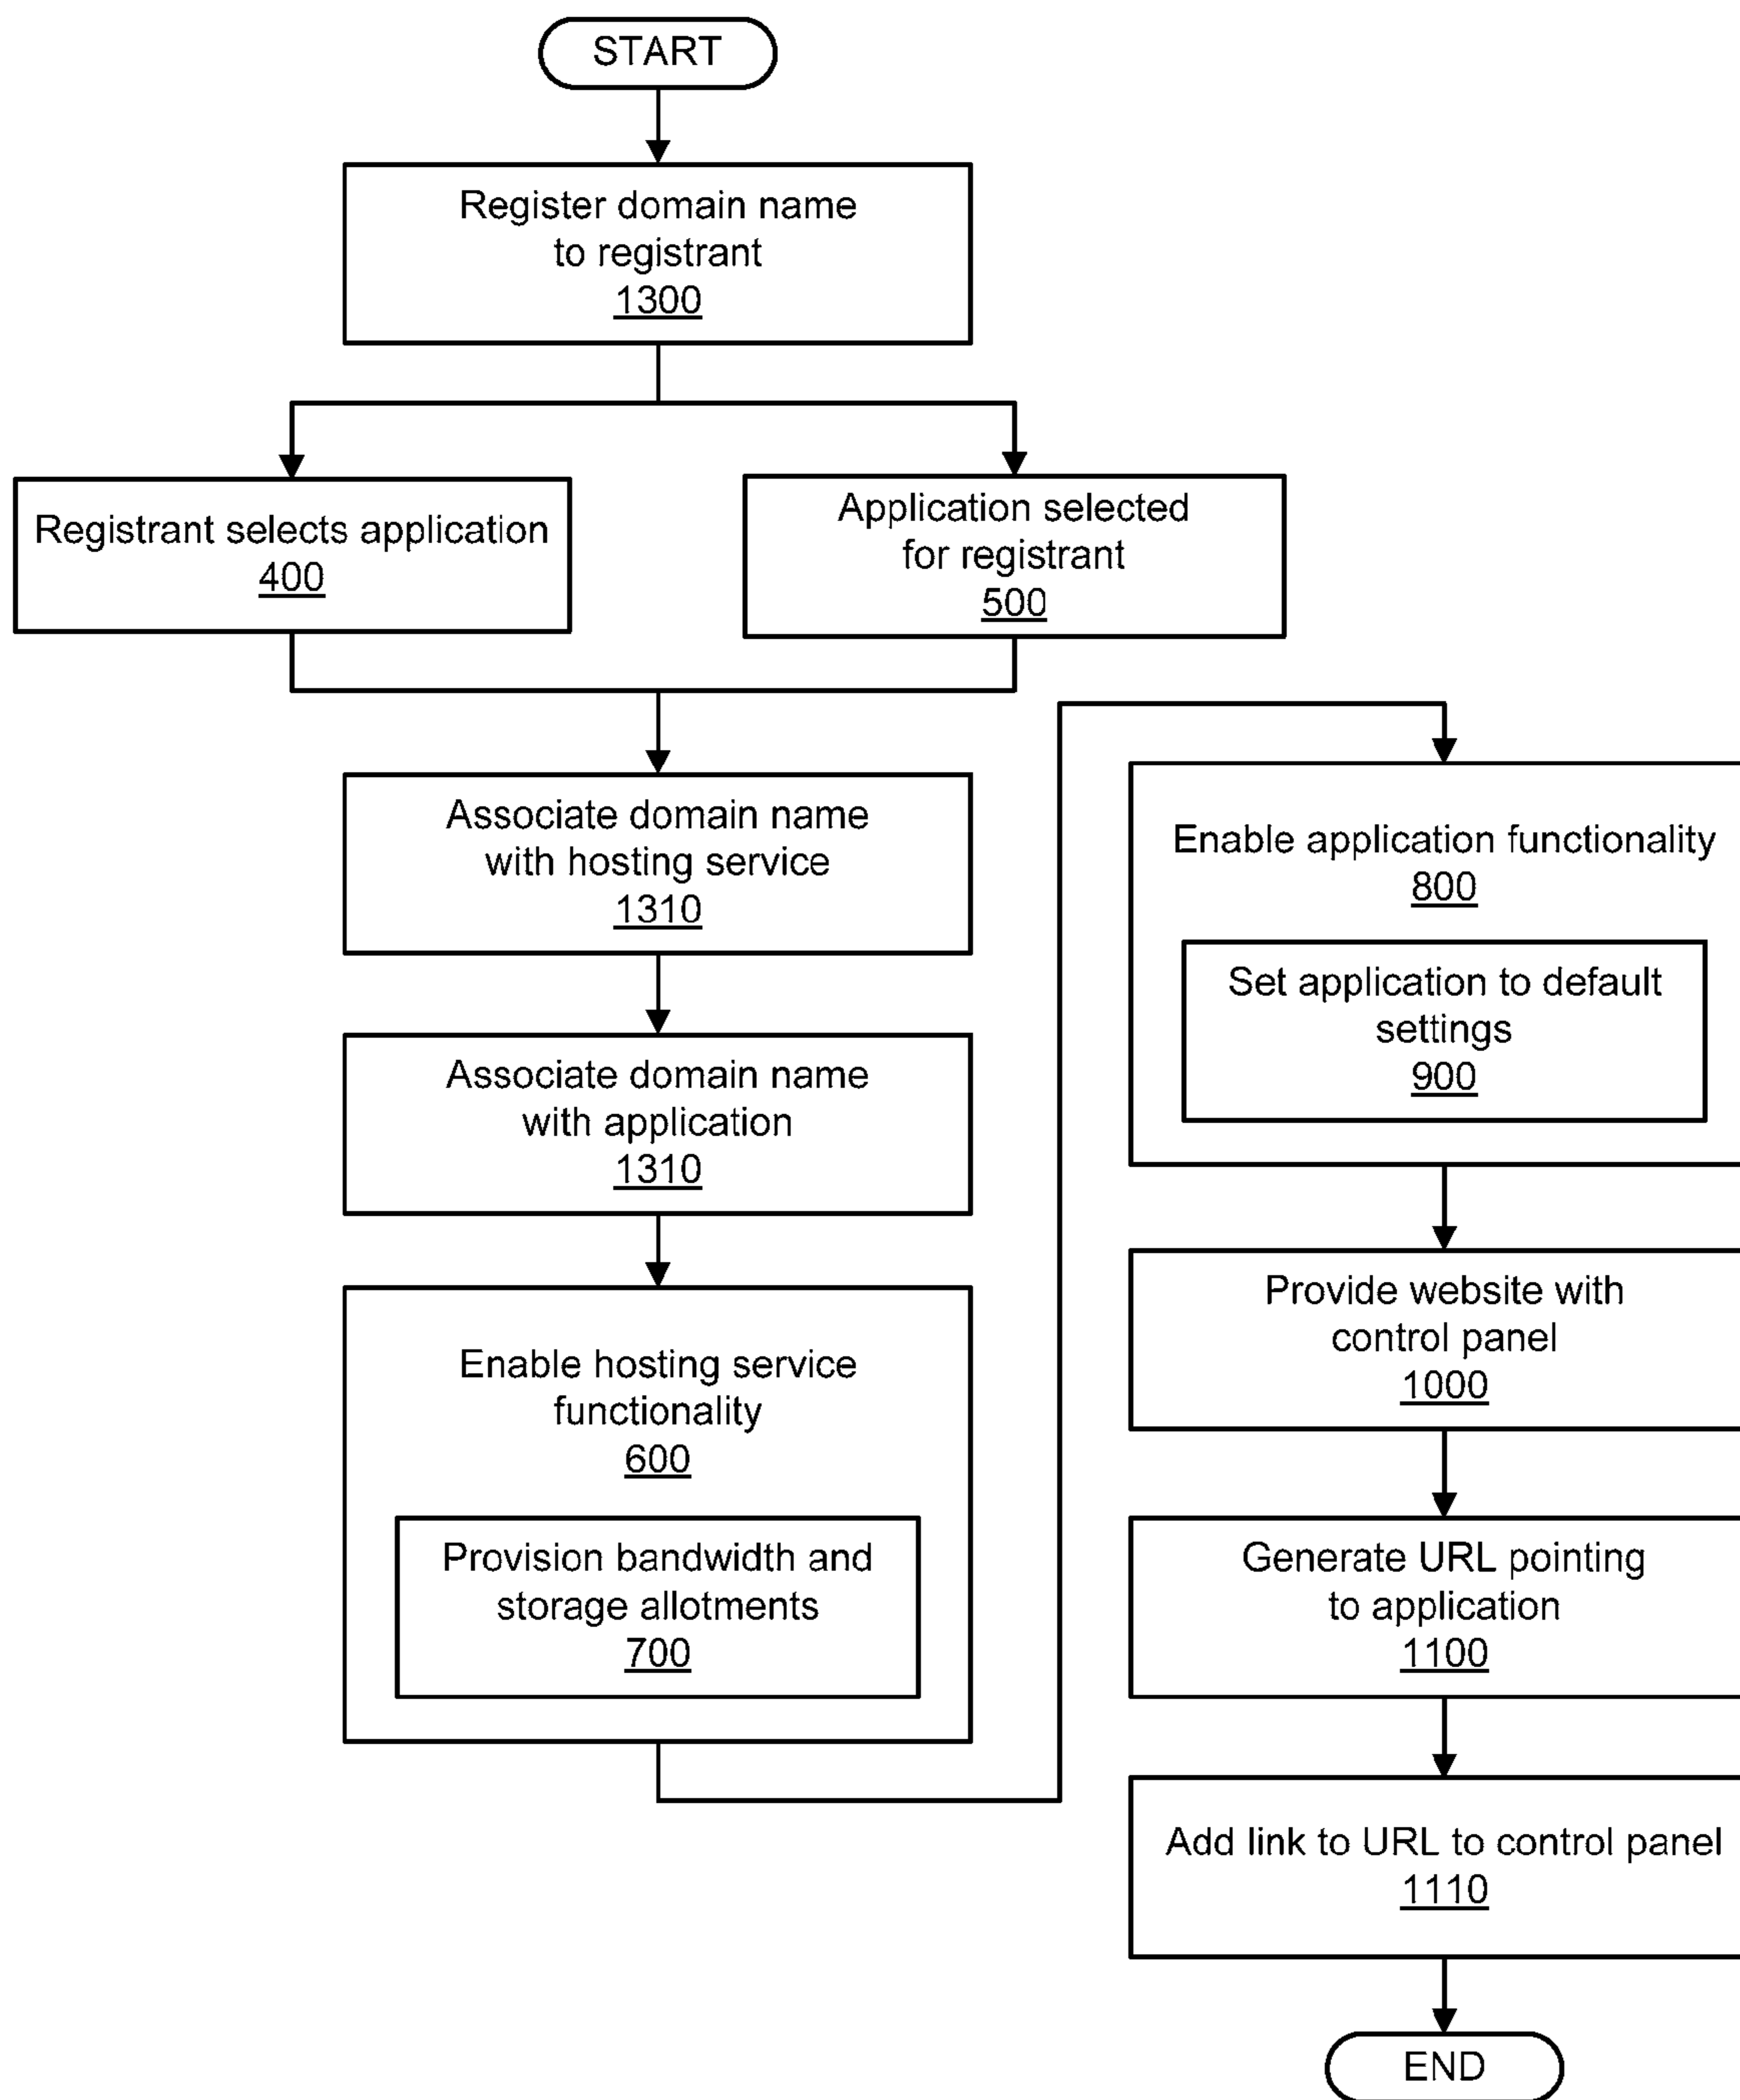 START
Register domain name
to registrant
1300
Registrant selects application
400
Application selected
for registrant
500
Associate domain name
with hosting service
1310
Associate domain name
with application
1310
Enable hosting service
functionality
600
Provision bandwidth and
storage allotments
700
Enable application functionality
800
Set application to default
settings
900
Provide website with
control panel
1000
Generate URL pointing
to application
1100
Add link to URL to control panel
1110
END